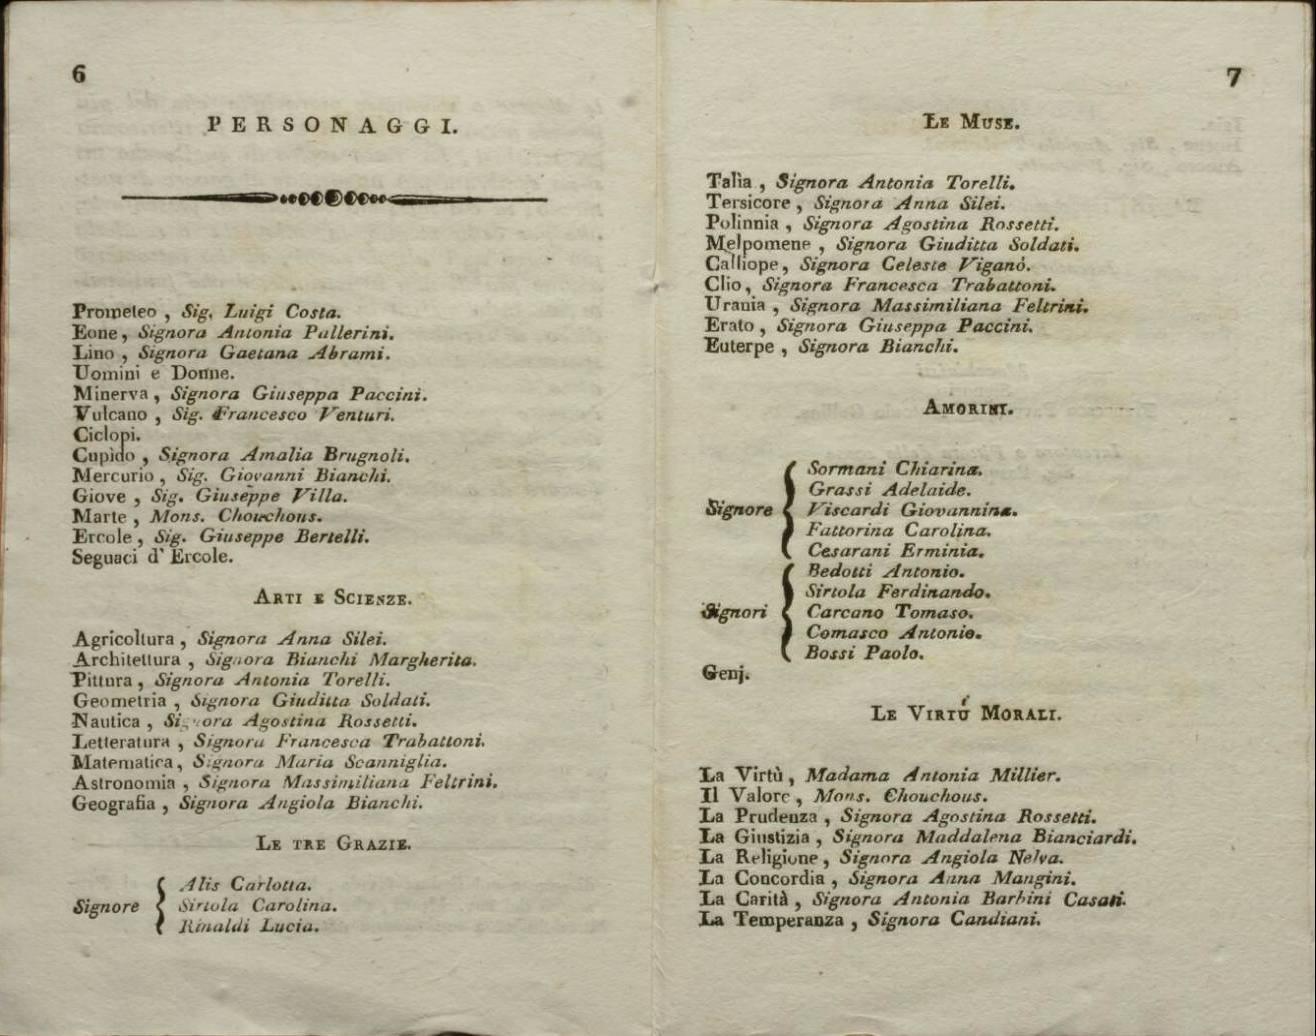 6
PERSONAGGI.
Prometeo, Sig. Luigi Costa.
Eone, Signora Antonia Pallerini.
Lino, Signora Gaetana Abrami.
Uomini e Donne.
Minerva, Signora Giuseppa Paccini.
Vulcano, Sig. Francesco Venturi.
Ciclopi.
Cupido, Signora Amalia Brugnoli.
Mercurio, Sig. Giovanni Bianchi.
Giove, Sig. Giuseppe Villa.
Marte, Mons. Chouchous.
Ercole, Sig. Giuseppe Bertelli.
Seguaci d' Ercole.
ARTI E SCIENZE.
Agricoltura, Signora Anna Silei.
Architettura, Signora Bianchi Margherita.
Pittura, Signora Antonia Torelli.
Geometria, Signora Giuditta Soldati.
Nautica, Signora Agostina Rossetti.
Letteratura, Signora Francesca Trabattoni.
Matematica, Signora Maria Scanniglia.
Astronomia, Signora Massimiliana Feltrini.
Geografia, Signora Angiola Bianchi.
LE TRE GRAZIE.
Alis Carlotta.
Signore Sirtola Carolina.
Rinaldi Lucia.
7
LE MUSE.
Talìa, Signora Antonia Torelli.
Tersicore, Signora Anna Silei.
Polinnia, Signora Agostina Rossetti.
Melpomene, Signora Giuditta Soldati.
Calliope, Signora Celeste Viganò.
Clio, Signora Francesca Trabattoni.
Urania, Signora Massimiliana Feltrini.
Erato, Signora Giuseppa Paccini.
Euterpe, Signora Bianchi.
AMORINI.
Sormani Chiarina.
Grassi Adelaide.
Signore Viscardi Giovannina.
Fattorina Carolina.
Cesarani Erminia.
Bedotti Antonio.
Sirtola Ferdinando.
Signori Carcano Tomaso.
Comasco Antonio.
Bossi Paolo.
Genj.
LE VIRTÚ MORALI.
La Virtù, Madama Antonia Millier.
Il Valore, Mons. Chouchous.
La Prudenza, Signora Agostina Rossetti.
La Giustizia, Signora Maddalena Bianciardi.
La Religione, Signora Angiola Nelva.
La Concordia, Signora Anna Mangini.
La Carità, Signora Antonia Barbini Casati.
La Temperanza, Signora Candiani.